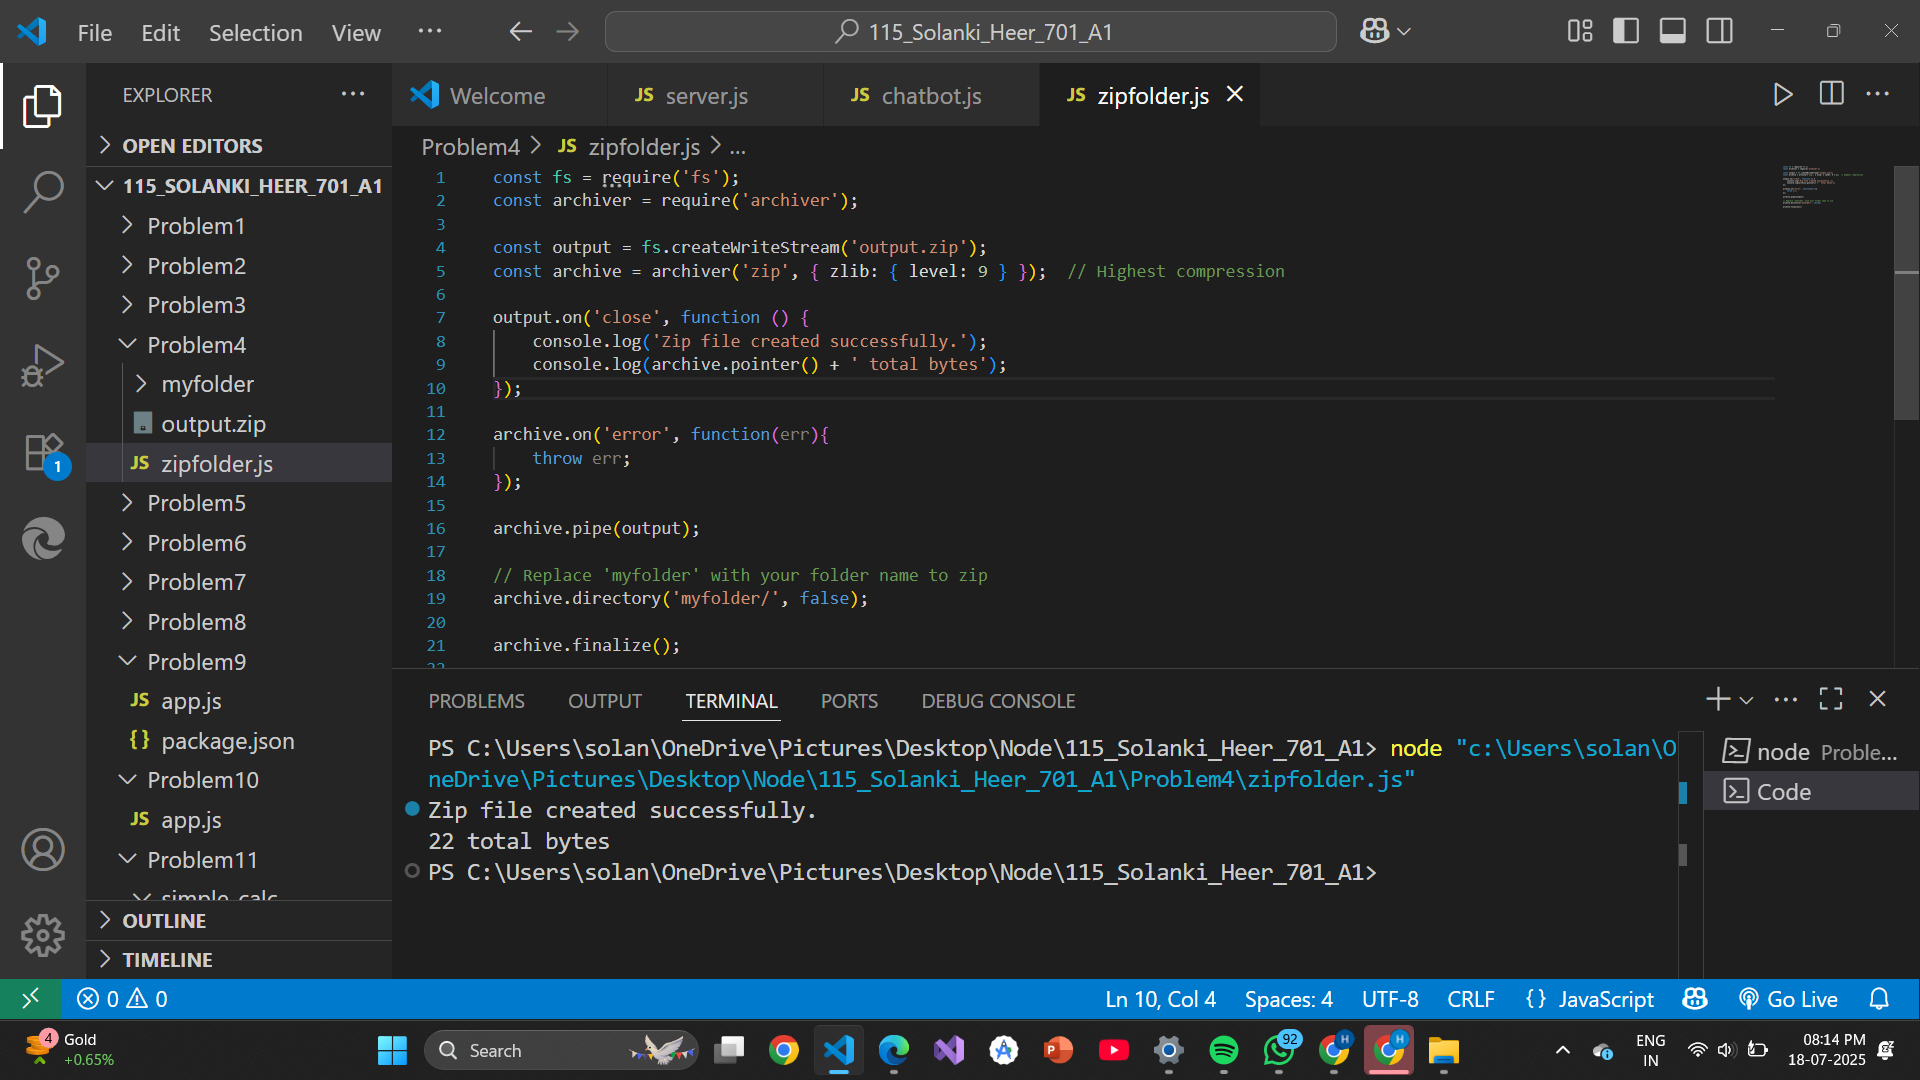 File Edit Selection View ... 115_Solanki_Heer_701_A1
EXPLORER ...
Welcome
JS server.js
JS chatbot.js
JS zipfolder.js
OPEN EDITORS
115_SOLANKI_HEER_701_A1
Problem1
Problem2
Problem3
Problem4
myfolder
output.zip
JS zipfolder.js
Problem5
Problem6
Problem7
Problem8
Problem9
JS app.js
{} package.json
Problem10
JS app.js
Problem11
simple_calc
OUTLINE
TIMELINE
1
Problem4 > JS zipfolder.js > ...
1 const fs = require('fs');
2 const archiver = require('archiver');
3
4 const output = fs.createWriteStream('output.zip');
5 const archive = archiver('zip', { zlib: { level: 9 } }); // Highest compression
6
7 output.on('close', function () {
8 console.log('Zip file created successfully.');
9 console.log(archive.pointer() + ' total bytes');
10 });
11
12 archive.on('error', function(err){
13 throw err;
14 });
15
16 archive.pipe(output);
17
18 // Replace 'myfolder' with your folder name to zip
19 archive.directory('myfolder/', false);
20
21 archive.finalize();
22
PROBLEMS OUTPUT TERMINAL PORTS DEBUG CONSOLE
PS C:\Users\solan\OneDrive\Pictures\Desktop\Node\115_Solanki_Heer_701_A1> node "c:\Users\solan\O
neDrive\Pictures\Desktop\Node\115_Solanki_Heer_701_A1\Problem4\zipfolder.js"
Zip file created successfully.
22 total bytes
PS C:\Users\solan\OneDrive\Pictures\Desktop\Node\115_Solanki_Heer_701_A1>
node Proble...
Code
0 0
Ln 10, Col 4 Spaces: 4 UTF-8 CRLF {} JavaScript Go Live
4 Gold
+0.65%
Search
92
H
H
ENG
IN
08:14 PM
18-07-2025